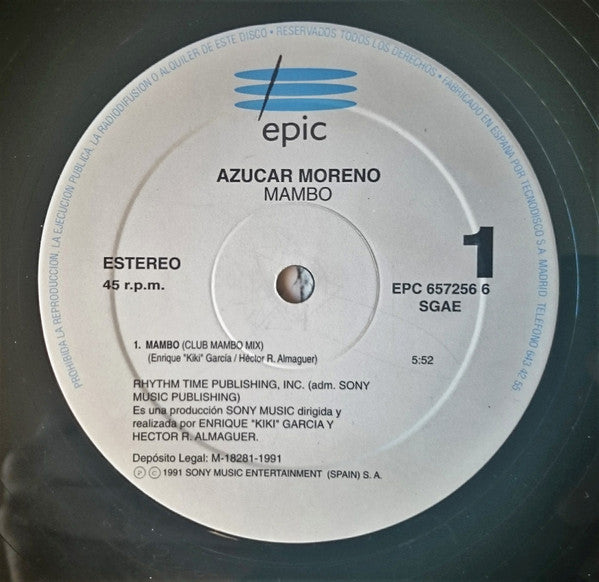 PROHIBIDA LA REPRODUCCION, LA EJECUCION PUBLICA, LA RADIODIFUSION O ALQUILER DE ESTE DISCO • RESERVADOS TODOS LOS DERECHOS • FABRICADO EN ESPAÑA POR TECNODISCO S.A. MADRID. TELEFONO 643 42 55
epic
AZUCAR MORENO
MAMBO
1
ESTEREO
45 r.p.m.
EPC 657256 6
SGAE
1. MAMBO (CLUB MAMBO MIX) 5:52
(Enrique "Kiki" García / Héctor R. Almaguer)
RHYTHM TIME PUBLISHING, INC. (adm. SONY
MUSIC PUBLISHING)
Es una producción SONY MUSIC dirigida y
realizada por ENRIQUE "KIKI" GARCIA Y
HECTOR R. ALMAGUER.
Depósito Legal: M-18281-1991
Ⓟ Ⓒ 1991 SONY MUSIC ENTERTAINMENT (SPAIN) S. A.